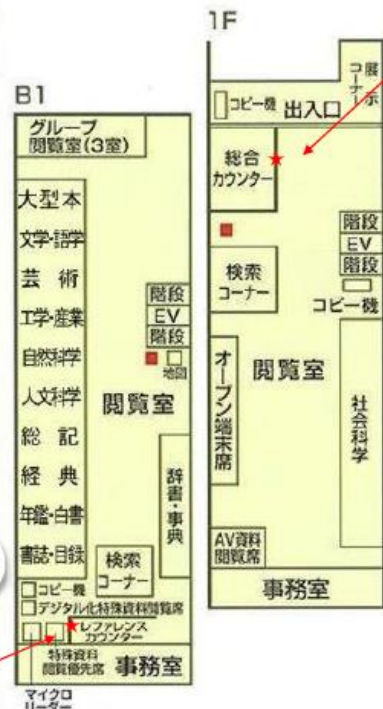 B1
グループ
閲覧室(3室)
大型本
文学・語学
芸術
工学・産業
自然科学
人文科学
総記
経典
年鑑・白書
書誌・目録
階段
EV
階段
地図
閲覧室
辞書・事典
検索
コーナー
コピー機
デジタル化特殊資料閲覧席
レファレンス
カウンター
特殊資料
閲覧優先席
事務室
マイクロ
リーダー
1F
展示
コーナー
コピー機
出入口
総合
カウンター
階段
EV
階段
検索
コーナー
コピー機
オープン端末席
閲覧室
社会科学
AV資料
閲覧席
事務室